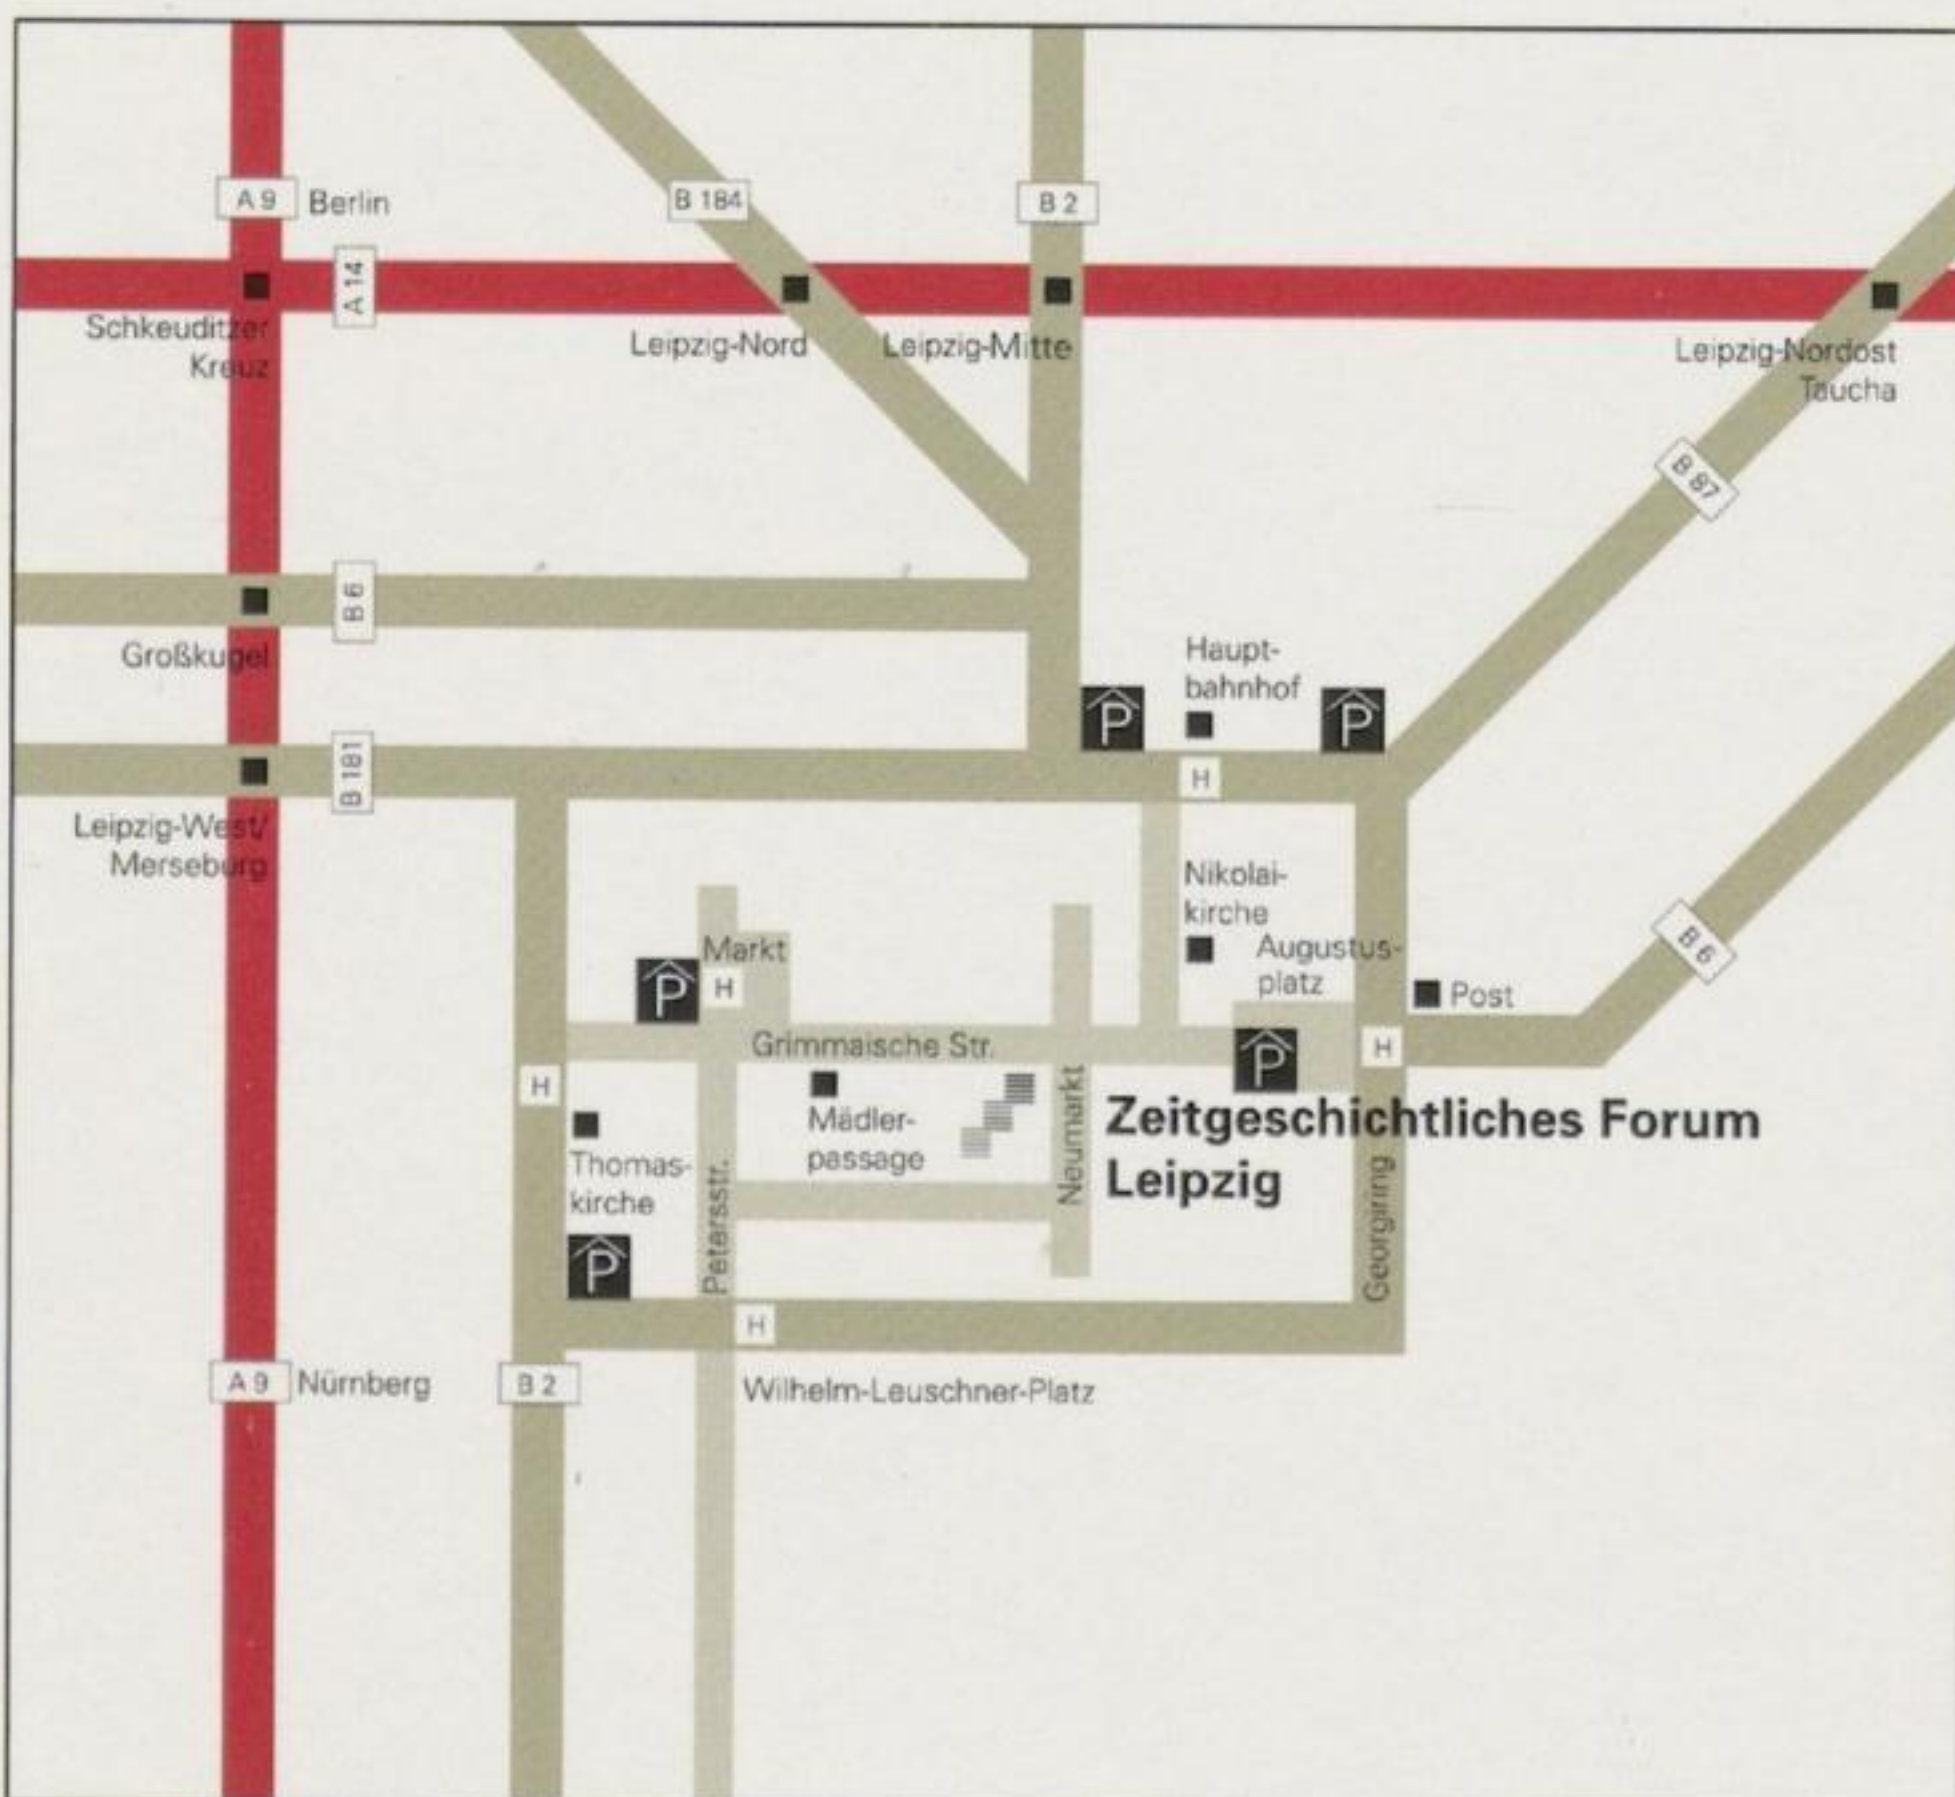 A 9
Berlin
B 184
B 2
A 14
Schkeuditzer
Kreuz
Leipzig-Nord
Leipzig-Mitte
Leipzig-Nordost
Taucha
B 87
B 6
Großkugel
Haupt-
bahnhof
P
P
H
B 181
Leipzig-West/
Merseburg
Nikolai-
kirche
Augustus-
platz
B 6
Markt
P
H
Post
Grimmaische Str.
P
H
H
Mädler-
passage
Neumarkt
Zeitgeschichtliches Forum
Leipzig
Thomas-
kirche
Petersstr.
Georgiring
P
H
A 9
Nürnberg
B 2
Wilhelm-Leuschner-Platz